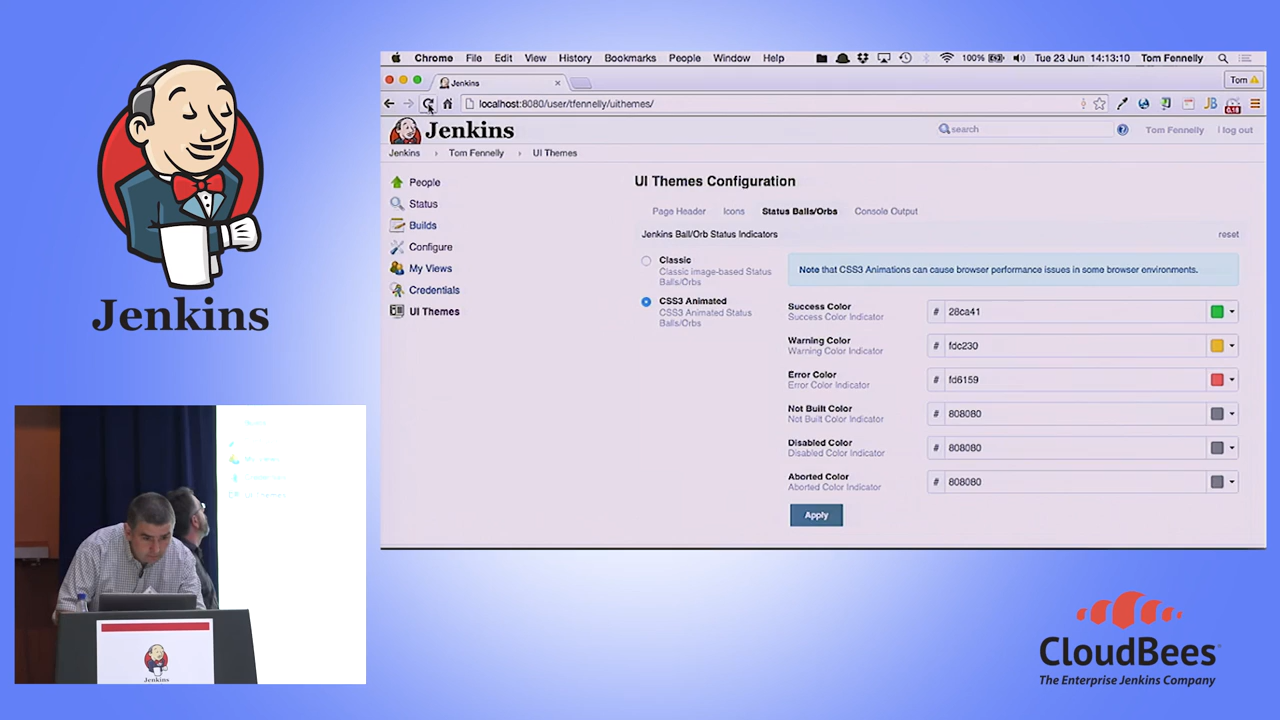 Jenkins
Chrome File Edit View History Bookmarks People Window Help 100% Tue 23 Jun 14:13:10 Tom Fennelly
Jenkins
Tom
localhost:8080/user/tfennelly/uithemes/
Jenkins
search
Tom Fennelly
log out
Jenkins › Tom Fennelly › UI Themes
People
Status
Builds
Configure
My Views
Credentials
UI Themes
UI Themes Configuration
Page Header Icons Status Balls/Orbs Console Output
Jenkins Ball/Orb Status Indicators
reset
Classic
Classic image-based Status
Balls/Orbs
CSS3 Animated
CSS3 Animated Status
Balls/Orbs
Note that CSS3 Animations can cause browser performance issues in some browser environments.
Success Color
Success Color Indicator
# 28ca41
Warning Color
Warning Color Indicator
# fdc230
Error Color
Error Color Indicator
# fd6159
Not Built Color
Not Built Color Indicator
# 808080
Disabled Color
Disabled Color Indicator
# 808080
Aborted Color
Aborted Color Indicator
# 808080
Apply
My Views
UI Themes
Jenkins
CloudBees
The Enterprise Jenkins Company